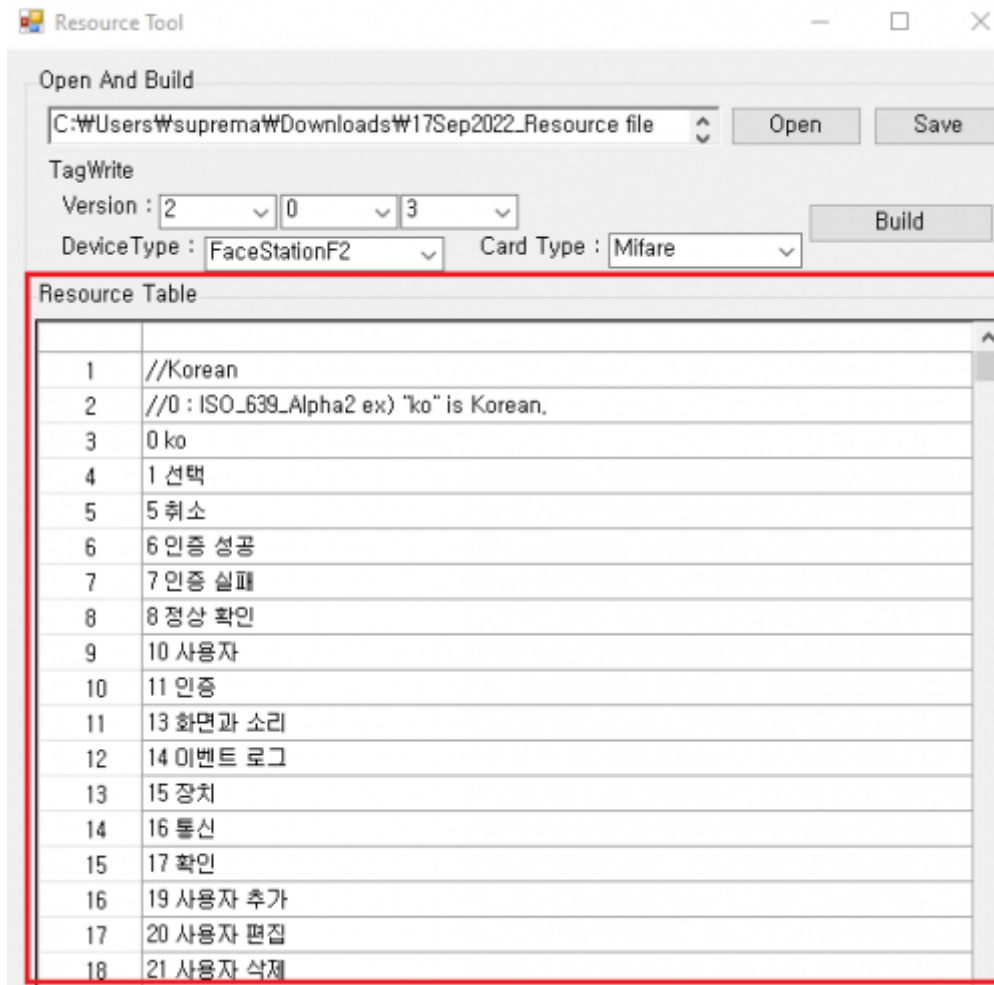 Resource Tool
Open And Build
C:₩Users₩suprema₩Downloads₩17Sep2022_Resource file Open Save
TagWrite
Version : 2 0 3
Build
DeviceType : FaceStationF2 Card Type : Mifare
Resource Table
1 //Korean
2 //0 : ISO_639_Alpha2 ex) "ko" is Korean.
3 0 ko
4 1 선택
5 5 취소
6 6 인증 성공
7 7 인증 실패
8 8 정상 확인
9 10 사용자
10 11 인증
11 13 화면과 소리
12 14 이벤트 로그
13 15 장치
14 16 통신
15 17 확인
16 19 사용자 추가
17 20 사용자 편집
18 21 사용자 삭제